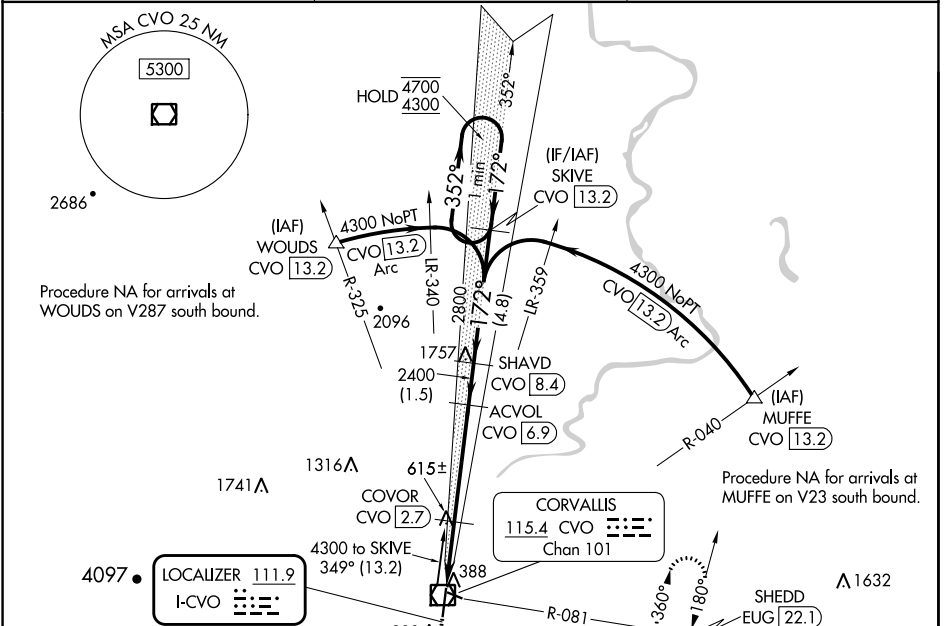 MSA CVO 25 NM
5300
HOLD 4700
4300
352°
352°
1 min
172°
(IF/IAF)
SKIVE
CVO 13.2
2686
(IAF)
WOUDS
CVO 13.2
4300 NoPT
CVO 13.2
Arc
LR-340
R-325
2096
Procedure NA for arrivals at
WOUDS on V287 south bound.
2800
172°
(4.8)
LR-359
4300 NoPT
CVO 13.2 Arc
1757
SHAVD
CVO 8.4
2400
(1.5)
ACVOL
CVO 6.9
(IAF)
MUFFE
CVO 13.2
R-040
Procedure NA for arrivals at
MUFFE on V23 south bound.
1316
1741
615±
COVOR
CVO 2.7
CORVALLIS
115.4 CVO
Chan 101
4300 to SKIVE
349° (13.2)
4097
LOCALIZER 111.9
I-CVO
388
R-081
360°
180°
1632
SHEDD
EUG 22.1